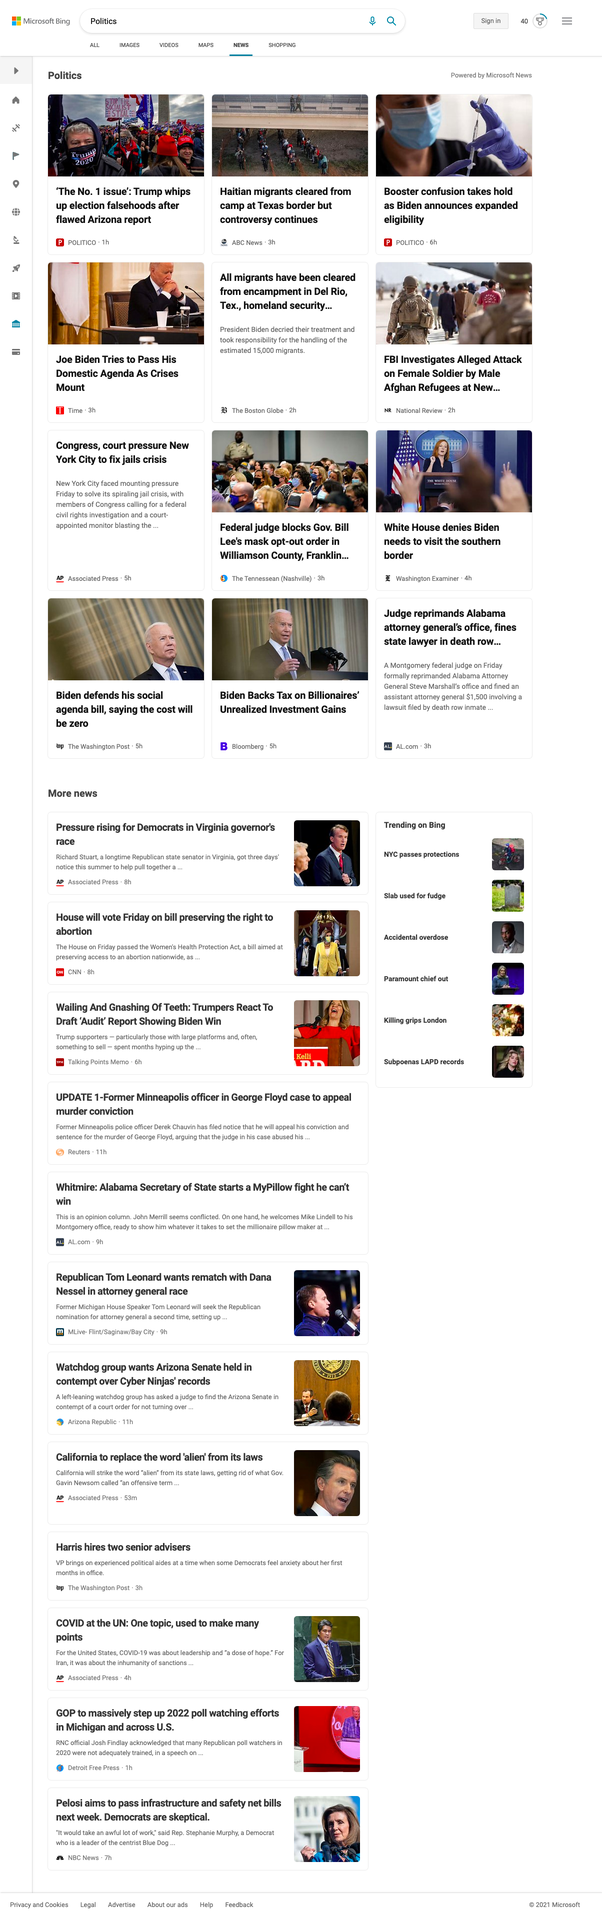 Microsoft Bing
Politics
Sign in
40
ALL
IMAGES
VIDEOS
MAPS
NEWS
SHOPPING
Politics
Powered by Microsoft News
TRUMP
2020
'The No. 1 issue': Trump whips
up election falsehoods after
flawed Arizona report
POLITICO · 1h
Haitian migrants cleared from
camp at Texas border but
controversy continues
ABC News · 3h
Booster confusion takes hold
as Biden announces expanded
eligibility
POLITICO · 6h
Joe Biden Tries to Pass His
Domestic Agenda As Crises
Mount
Time · 3h
All migrants have been cleared
from encampment in Del Rio,
Tex., homeland security...
President Biden decried their treatment and
took responsibility for the handling of the
estimated 15,000 migrants.
The Boston Globe · 2h
FBI Investigates Alleged Attack
on Female Soldier by Male
Afghan Refugees at New...
National Review · 2h
Congress, court pressure New
York City to fix jails crisis
New York City faced mounting pressure
Friday to solve its spiraling jail crisis, with
members of Congress calling for a federal
civil rights investigation and a court-
appointed monitor blasting the ...
Associated Press · 5h
Federal judge blocks Gov. Bill
Lee's mask opt-out order in
Williamson County, Franklin...
The Tennessean (Nashville) · 3h
White House denies Biden
needs to visit the southern
border
Washington Examiner · 4h
Biden defends his social
agenda bill, saying the cost will
be zero
The Washington Post · 5h
Biden Backs Tax on Billionaires'
Unrealized Investment Gains
Bloomberg · 5h
Judge reprimands Alabama
attorney general's office, fines
state lawyer in death row...
A Montgomery federal judge on Friday
formally reprimanded Alabama Attorney
General Steve Marshall's office and fined an
assistant attorney general $1,500 involving a
lawsuit filed by death row inmate ...
AL.com · 3h
More news
Pressure rising for Democrats in Virginia governor's
race
Richard Stuart, a longtime Republican state senator in Virginia, got three days'
notice this summer to help pull together a ...
Associated Press · 8h
House will vote Friday on bill preserving the right to
abortion
The House on Friday passed the Women's Health Protection Act, a bill aimed at
preserving access to an abortion nationwide, as ...
CNN · 8h
Wailing And Gnashing Of Teeth: Trumpers React To
Draft 'Audit' Report Showing Biden Win
Trump supporters — particularly those with large platforms and, often,
something to sell — spent months hyping up the ...
Talking Points Memo · 6h
Kelli
UPDATE 1-Former Minneapolis officer in George Floyd case to appeal
murder conviction
Former Minneapolis police officer Derek Chauvin has filed notice that he will appeal his conviction and
sentence for the murder of George Floyd, arguing that the judge in his case abused his ...
Reuters · 11h
Whitmire: Alabama Secretary of State starts a MyPillow fight he can't
win
This is an opinion column. John Merrill seems conflicted. On one hand, he welcomes Mike Lindell to his
Montgomery office, ready to show him whatever it takes to set the millionaire pillow maker at ...
AL.com · 9h
Republican Tom Leonard wants rematch with Dana
Nessel in attorney general race
Former Michigan House Speaker Tom Leonard will seek the Republican
nomination for attorney general a second time, setting up ...
MLive- Flint/Saginaw/Bay City · 9h
Watchdog group wants Arizona Senate held in
contempt over Cyber Ninjas' records
A left-leaning watchdog group has asked a judge to find the Arizona Senate in
contempt of a court order for not turning over ...
Arizona Republic · 11h
California to replace the word 'alien' from its laws
California will strike the word "alien" from its state laws, getting rid of what Gov.
Gavin Newsom called "an offensive term ...
Associated Press · 53m
Harris hires two senior advisers
VP brings on experienced political aides at a time when some Democrats feel anxiety about her first
months in office.
The Washington Post · 3h
COVID at the UN: One topic, used to make many
points
For the United States, COVID-19 was about leadership and "a dose of hope." For
Iran, it was about the inhumanity of sanctions ...
Associated Press · 4h
GOP to massively step up 2022 poll watching efforts
in Michigan and across U.S.
RNC official Josh Findlay acknowledged that many Republican poll watchers in
2020 were not adequately trained, in a speech on ...
Detroit Free Press · 1h
Pelosi aims to pass infrastructure and safety net bills
next week. Democrats are skeptical.
"It would take an awful lot of work," said Rep. Stephanie Murphy, a Democrat
who is a leader of the centrist Blue Dog ...
NBC News · 7h
Trending on Bing
NYC passes protections
Slab used for fudge
Accidental overdose
Paramount chief out
Killing grips London
Subpoenas LAPD records
Privacy and Cookies
Legal
Advertise
About our ads
Help
Feedback
© 2021 Microsoft